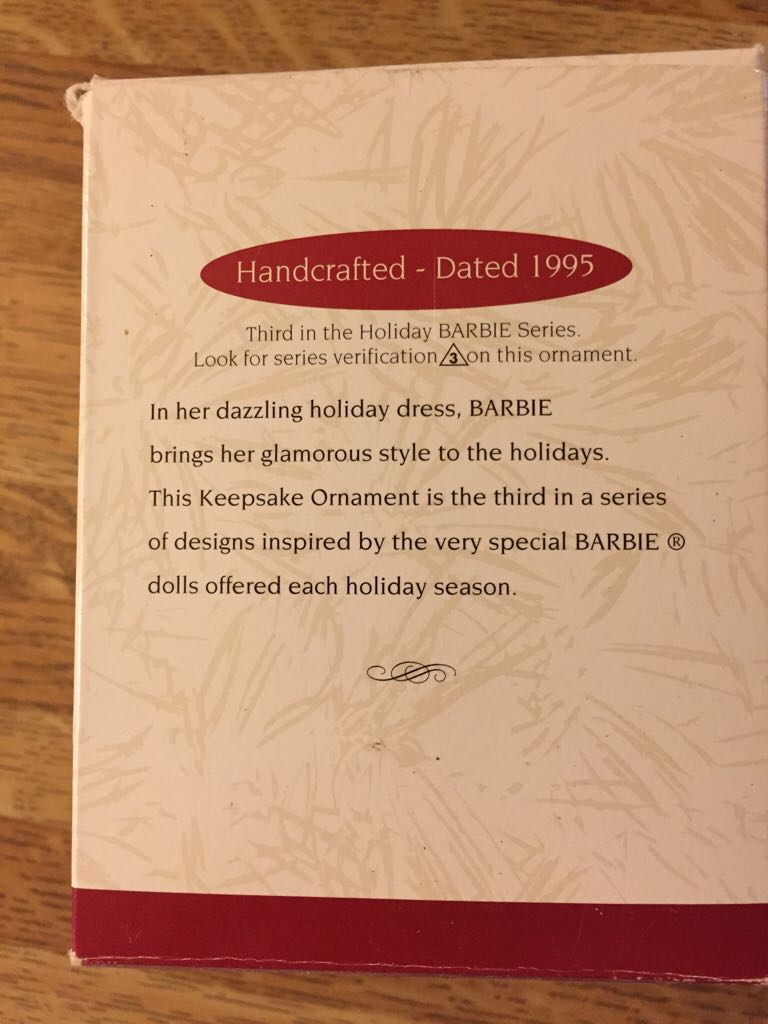 Handcrafted - Dated 1995
Third in the Holiday BARBIE Series.
Look for series verification 3 on this ornament.
In her dazzling holiday dress, BARBIE
brings her glamorous style to the holidays.
This Keepsake Ornament is the third in a series
of designs inspired by the very special BARBIE ®
dolls offered each holiday season.